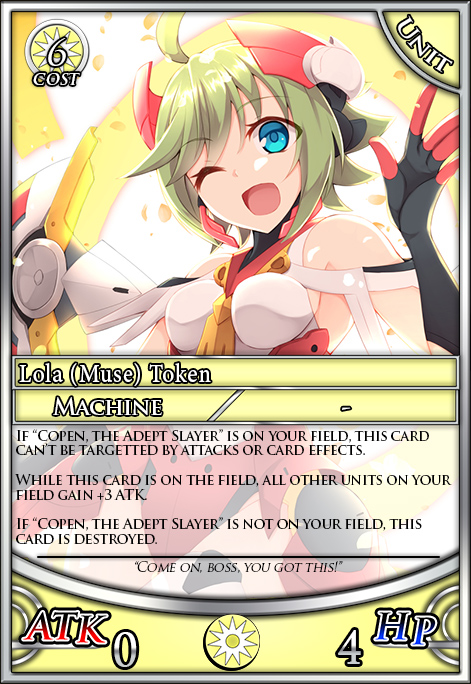 6
COST
UNIT
Lola (Muse) Token
MACHINE / -
IF "COPEN, THE ADEPT SLAYER" IS ON YOUR FIELD, THIS CARD
CAN'T BE TARGETTED BY ATTACKS OR CARD EFFECTS.
WHILE THIS CARD IS ON THE FIELD, ALL OTHER UNITS ON YOUR
FIELD GAIN +3 ATK.
IF "COPEN, THE ADEPT SLAYER" IS NOT ON YOUR FIELD, THIS
CARD IS DESTROYED.
"COME ON, BOSS, YOU GOT THIS!"
ATK 0 4 HP